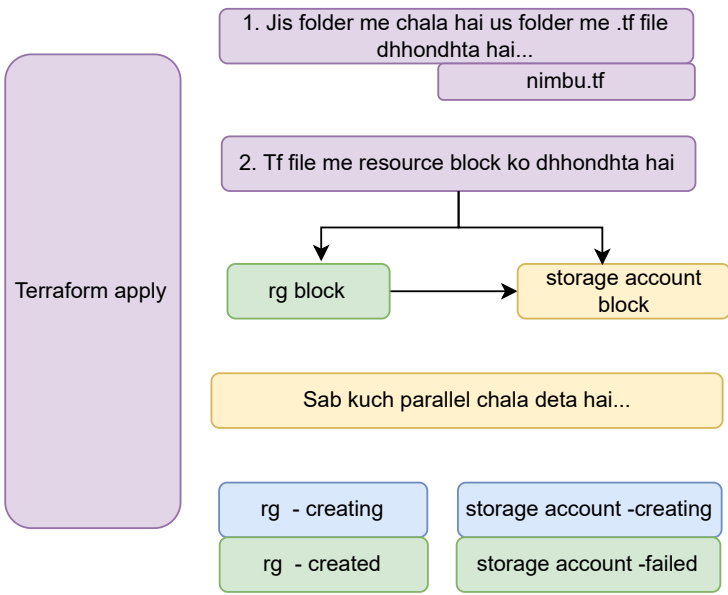 1. Jis folder me chala hai us folder me .tf file
dhhondhta hai...
nimbu.tf
2. Tf file me resource block ko dhhondhta hai
Terraform apply
rg block
storage account
block
Sab kuch parallel chala deta hai...
rg - creating
storage account -creating
rg - created
storage account -failed